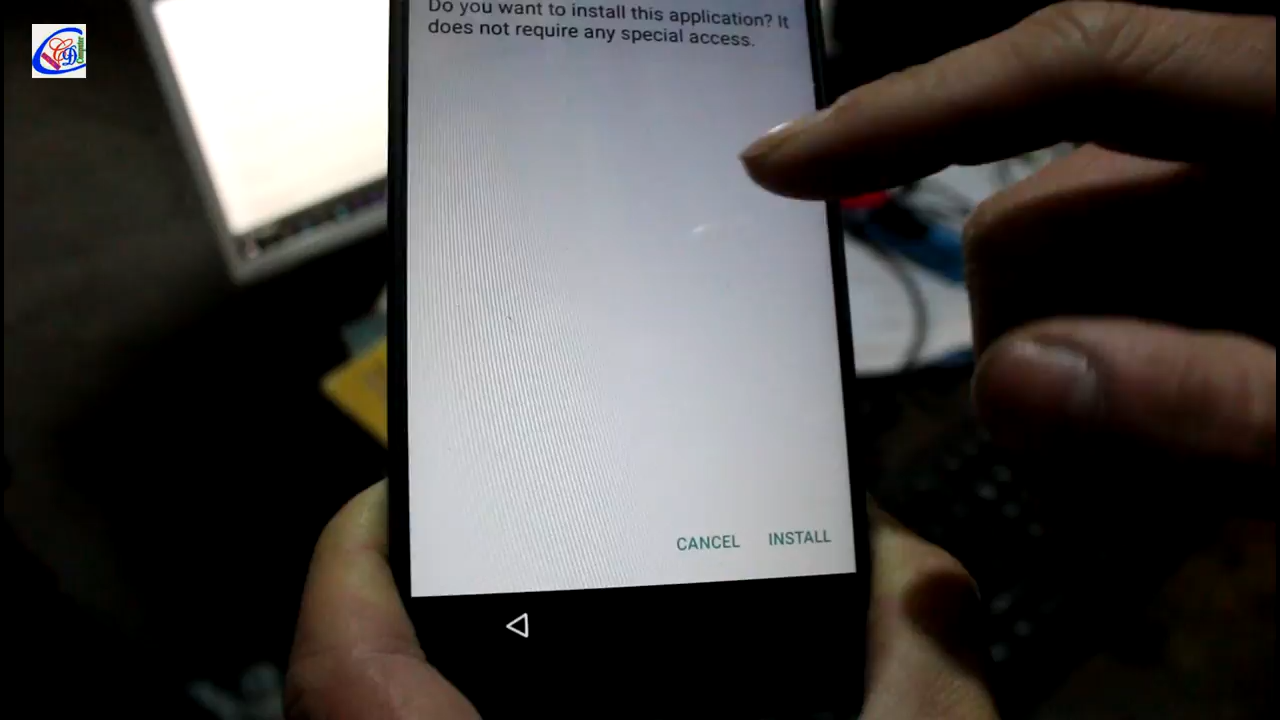 Do you want to install this application? It
does not require any special access.
CANCEL INSTALL